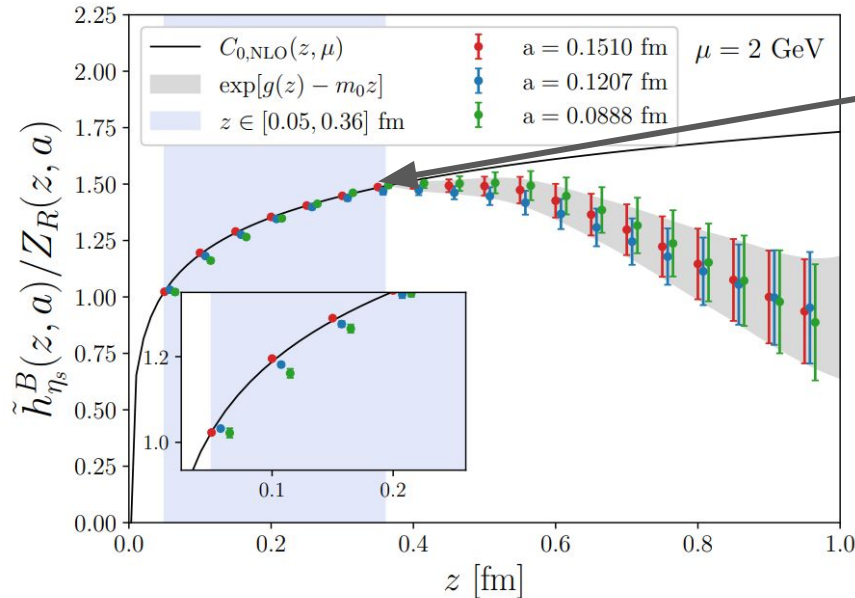 2.25
2.00
1.75
1.50
1.25
1.00
0.75
0.50
0.25
0.00
h̃ᴮ_ηₛ(z, a)/Z_R(z, a)
C₀,NLO(z, μ)
exp[g(z) − m₀z]
z ∈ [0.05, 0.36] fm
a = 0.1510 fm
a = 0.1207 fm
a = 0.0888 fm
μ = 2 GeV
1.2
1.0
0.1 0.2
0.0 0.2 0.4 0.6 0.8 1.0
z [fm]